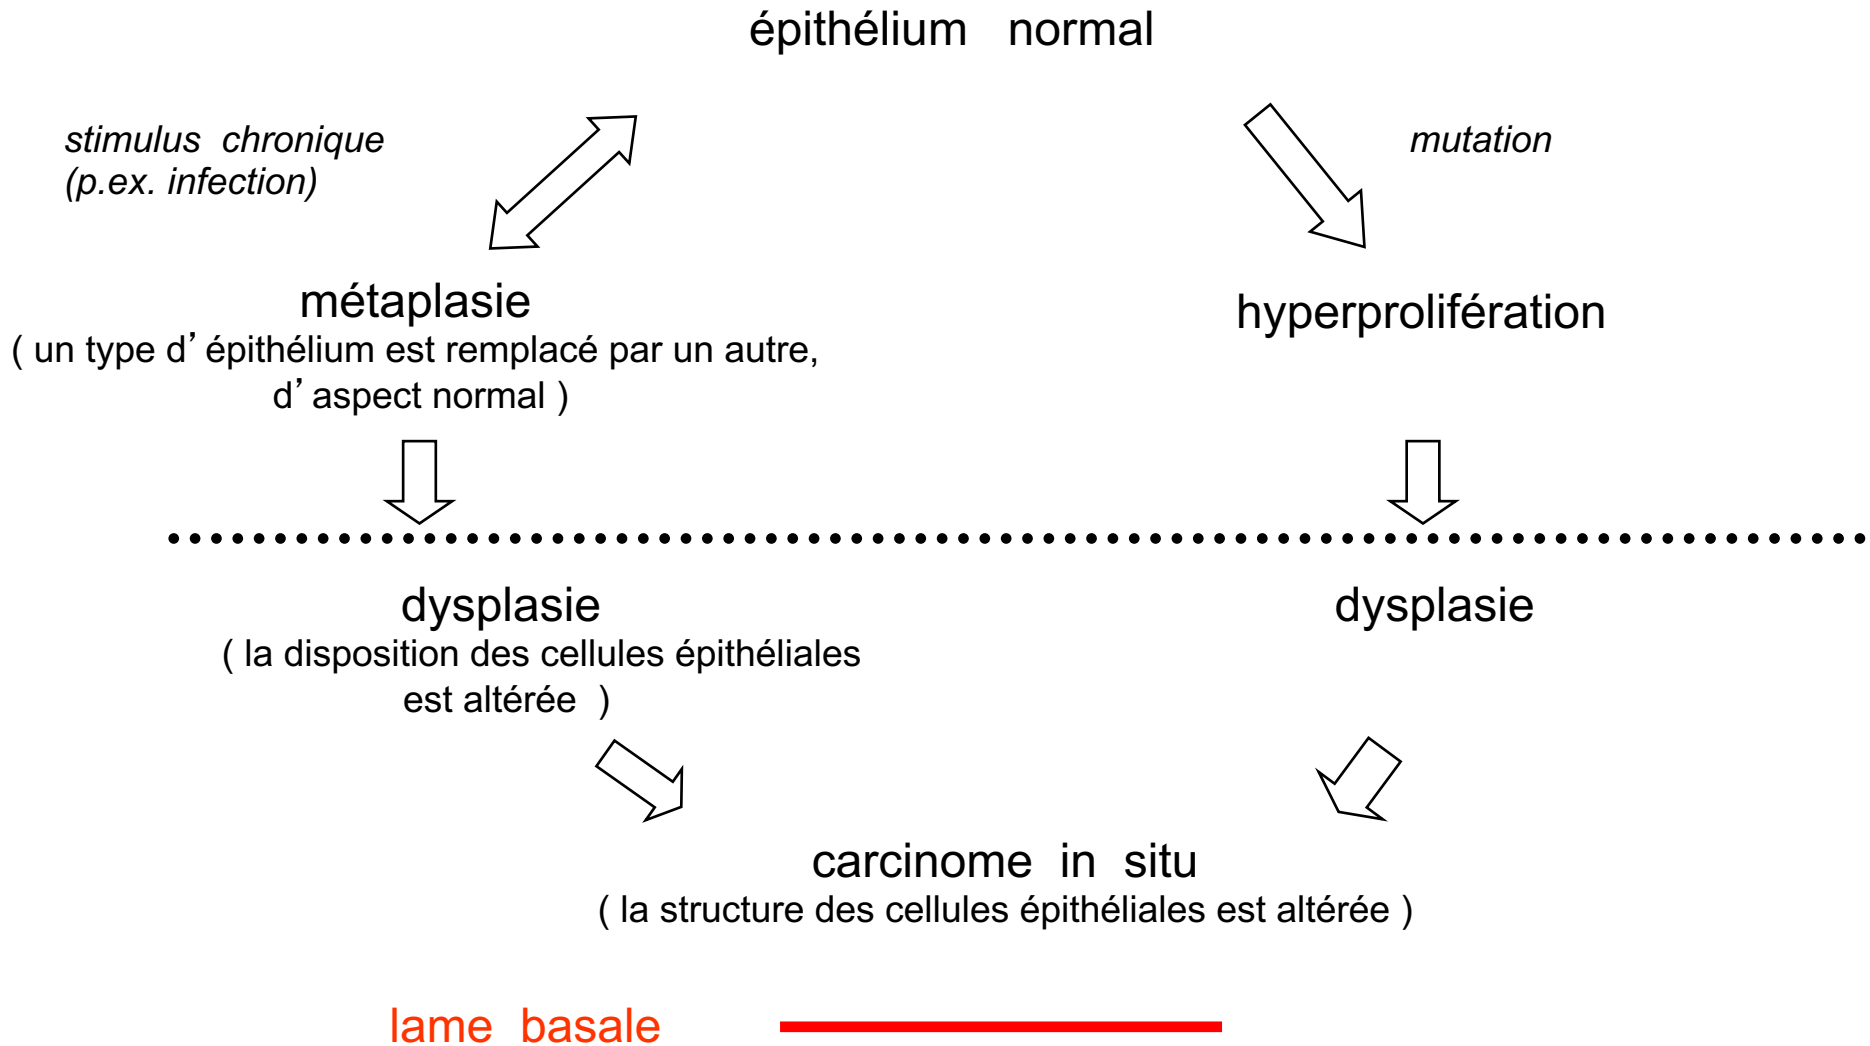 épithélium normal
stimulus chronique
(p.ex. infection)
mutation
métaplasie
( un type d’ épithélium est remplacé par un autre,
d’ aspect normal )
hyperprolifération
dysplasie
( la disposition des cellules épithéliales
est altérée )
dysplasie
carcinome in situ
( la structure des cellules épithéliales est altérée )
lame basale